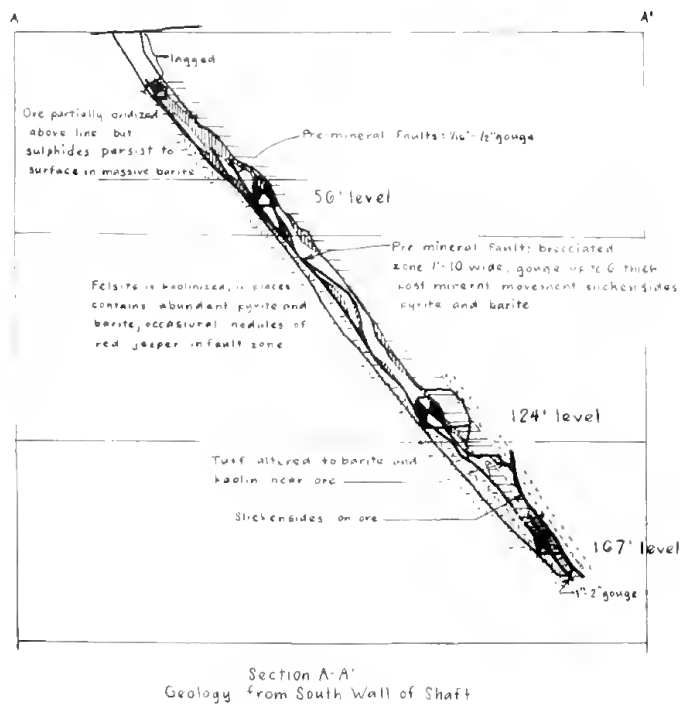 A
A'
lagged
Ore partially oxidized
above line but
sulphides persist to
surface in massive barite
Pre-mineral faults: 1/16"-1/2" gouge
56' level
Pre mineral fault; brecciated
zone 1"-10 wide, gouge up to 6 thick
post mineral movement slickensides
pyrite and barite
Felsite is kaolinized, in places
contains abundant pyrite and
barite, occasional nodules of
red jasper in fault zone
124' level
Tuff altered to barite and
kaolin near ore
Slickensides on ore
167' level
1"-2" gouge
Section A-A'
Geology from South Wall of Shaft